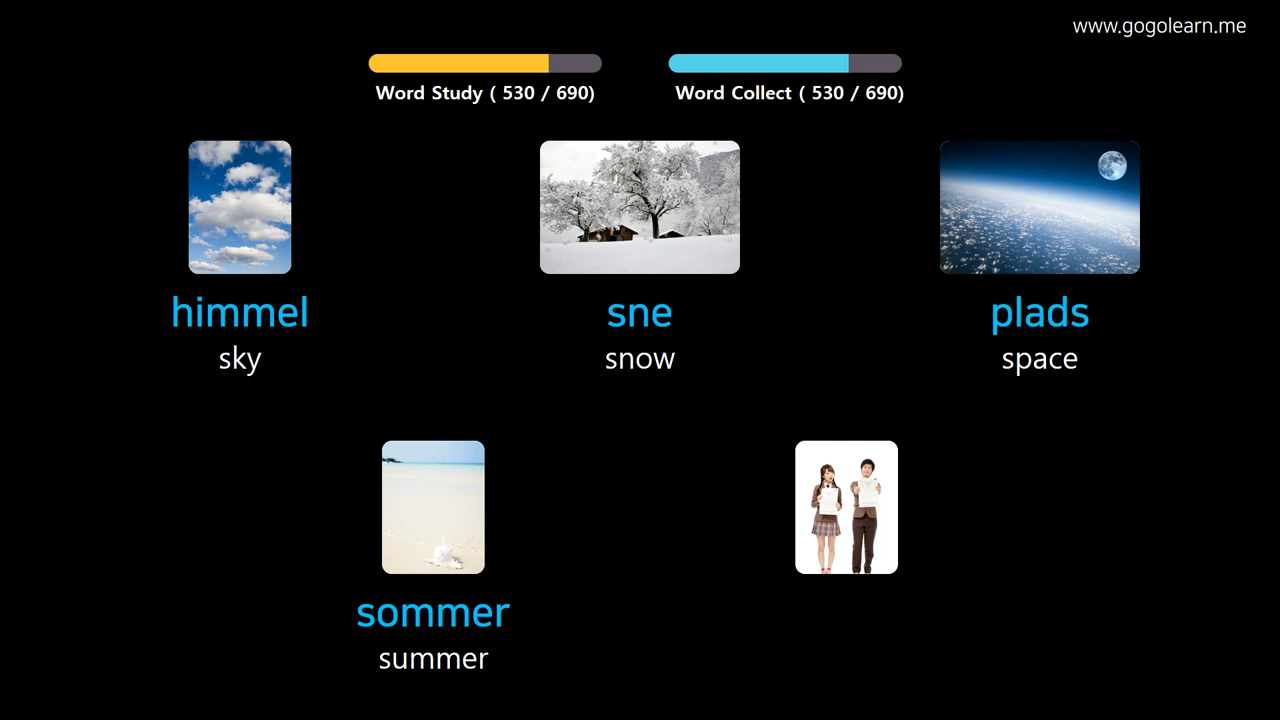 www.gogolearn.me
Word Study ( 530 / 690)
Word Collect ( 530 / 690)
himmel
sky
sne
snow
plads
space
sommer
summer